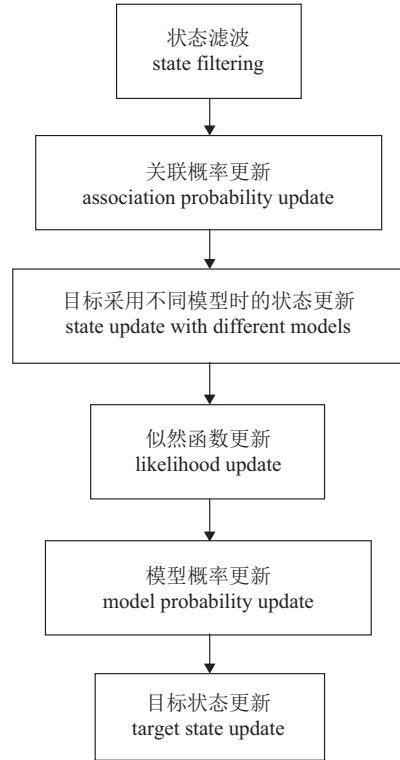 状态滤波
state filtering
关联概率更新
association probability update
目标采用不同模型时的状态更新
state update with different models
似然函数更新
likelihood update
模型概率更新
model probability update
目标状态更新
target state update